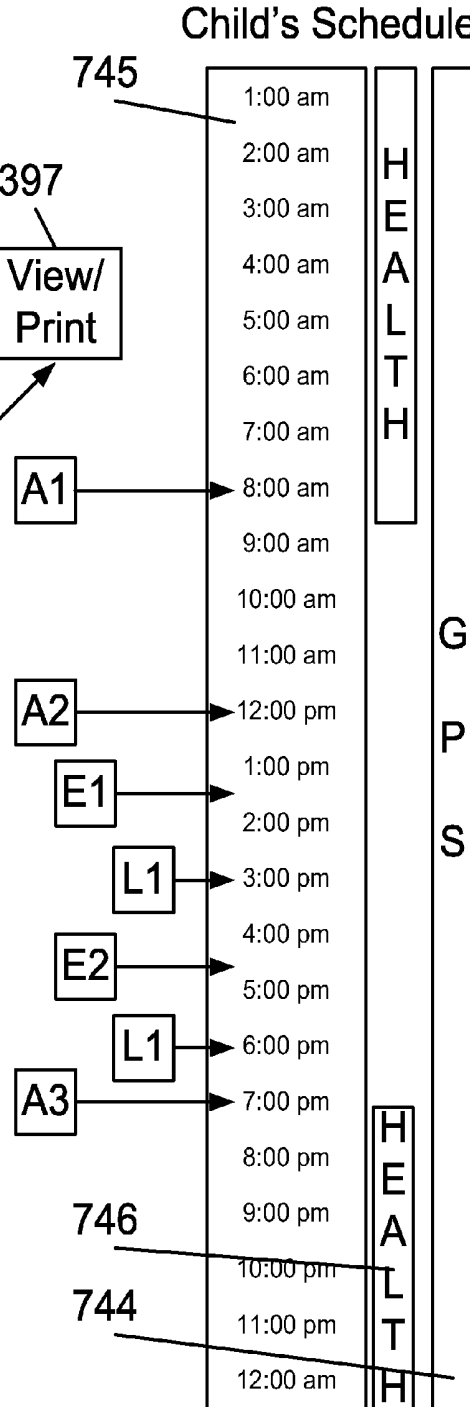 Child's Schedule
745
1:00 am
2:00 am
397
3:00 am
View/
Print
4:00 am
5:00 am
6:00 am
7:00 am
A1
8:00 am
9:00 am
10:00 am
11:00 am
A2
12:00 pm
1:00 pm
E1
2:00 pm
L1
3:00 pm
4:00 pm
E2
5:00 pm
L1
6:00 pm
A3
7:00 pm
8:00 pm
9:00 pm
746
10:00 pm
744
11:00 pm
12:00 am
HEALTH
HEALTH
GPS